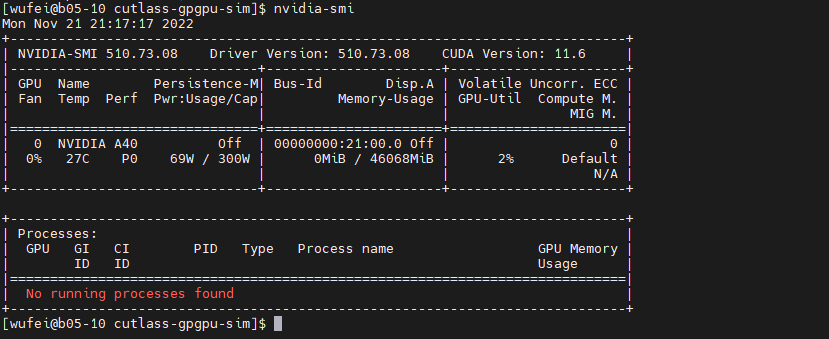 [wufei@b05-10 cutlass-gpgpu-sim]$ nvidia-smi
Mon Nov 21 21:17:17 2022
+-----------------------------------------------------------------------------+
| NVIDIA-SMI 510.73.08    Driver Version: 510.73.08    CUDA Version: 11.6     |
|-------------------------------+----------------------+----------------------+
| GPU  Name        Persistence-M| Bus-Id        Disp.A | Volatile Uncorr. ECC |
| Fan  Temp  Perf  Pwr:Usage/Cap|         Memory-Usage | GPU-Util  Compute M. |
|                               |                      |               MIG M. |
|===============================+======================+======================|
|   0  NVIDIA A40          Off  | 00000000:21:00.0 Off |                    0 |
|  0%   27C    P0    69W / 300W |      0MiB / 46068MiB |      2%      Default |
|                               |                      |                  N/A |
+-------------------------------+----------------------+----------------------+

+-----------------------------------------------------------------------------+
| Processes:                                                                  |
|  GPU   GI   CI        PID   Type   Process name                  GPU Memory |
|        ID   ID                                                   Usage      |
|=============================================================================|
|  No running processes found                                                 |
+-----------------------------------------------------------------------------+
[wufei@b05-10 cutlass-gpgpu-sim]$